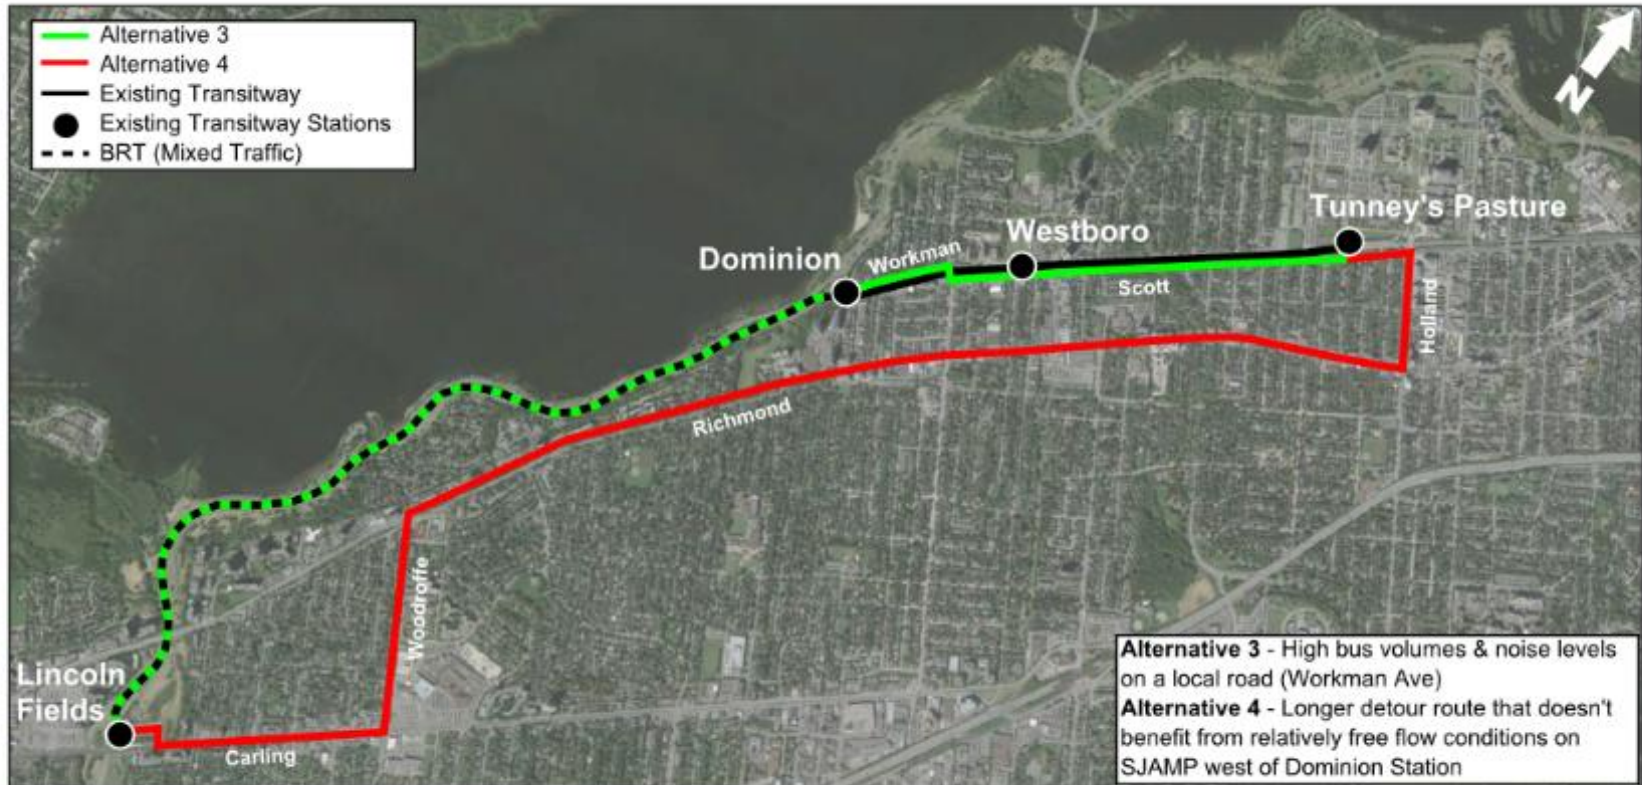 Alternative 3
Alternative 4
Existing Transitway
Existing Transitway Stations
BRT (Mixed Traffic)
N
Tunney's Pasture
Westboro
Dominion
Workman
Scott
Holland
Richmond
Woodroffe
Lincoln
Fields
Carling
Alternative 3 - High bus volumes & noise levels
on a local road (Workman Ave)
Alternative 4 - Longer detour route that doesn't
benefit from relatively free flow conditions on
SJAMP west of Dominion Station